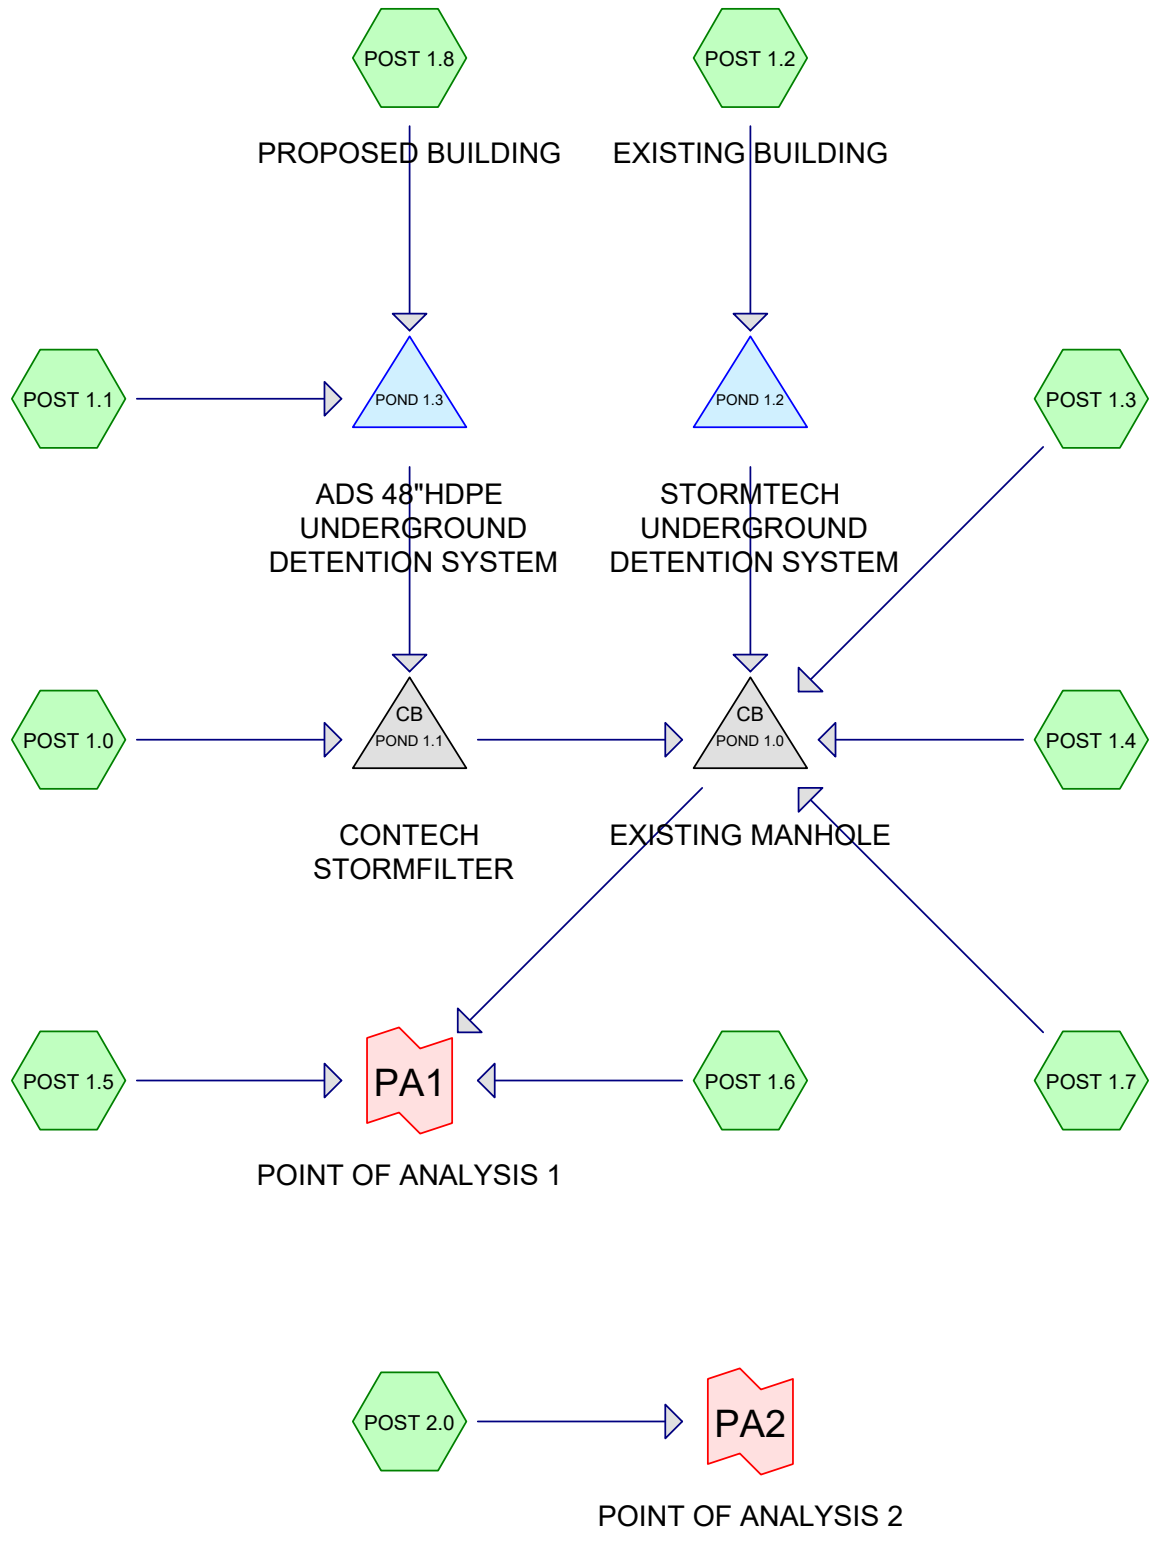 POST 1.8
POST 1.2
PROPOSED BUILDING
EXISTING BUILDING
POST 1.1
POND 1.3
POND 1.2
POST 1.3
ADS 48"HDPE
UNDERGROUND
DETENTION SYSTEM
STORMTECH
UNDERGROUND
DETENTION SYSTEM
POST 1.0
CB
POND 1.1
CB
POND 1.0
POST 1.4
CONTECH
STORMFILTER
EXISTING MANHOLE
POST 1.5
PA1
POST 1.6
POST 1.7
POINT OF ANALYSIS 1
POST 2.0
PA2
POINT OF ANALYSIS 2